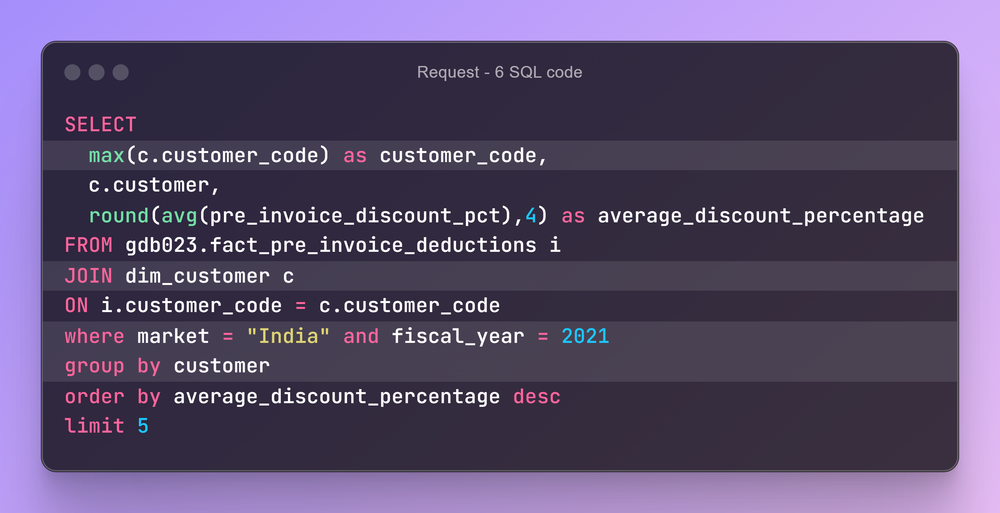 Request - 6 SQL code
SELECT
  max(c.customer_code) as customer_code,
  c.customer,
  round(avg(pre_invoice_discount_pct),4) as average_discount_percentage
FROM gdb023.fact_pre_invoice_deductions i
JOIN dim_customer c
ON i.customer_code = c.customer_code
where market = "India" and fiscal_year = 2021
group by customer
order by average_discount_percentage desc
limit 5